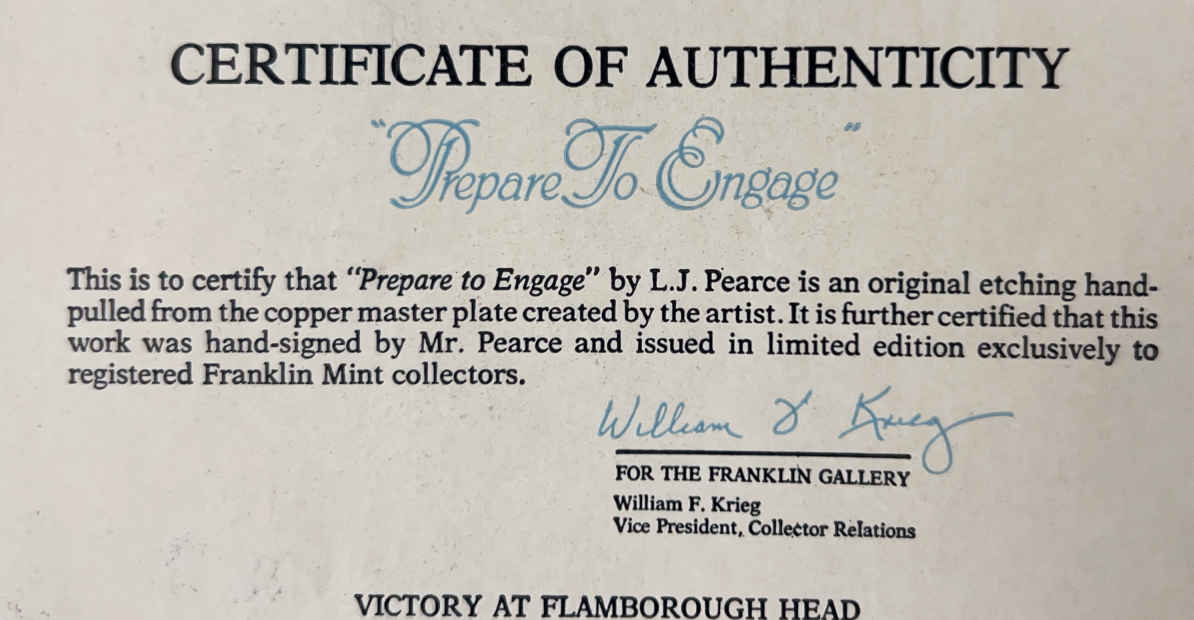 CERTIFICATE OF AUTHENTICITY
"Prepare To Engage"
This is to certify that "Prepare to Engage" by L.J. Pearce is an original etching hand-
pulled from the copper master plate created by the artist. It is further certified that this
work was hand-signed by Mr. Pearce and issued in limited edition exclusively to
registered Franklin Mint collectors.
William F Krieg
FOR THE FRANKLIN GALLERY
William F. Krieg
Vice President, Collector Relations
VICTORY AT FLAMBOROUGH HEAD